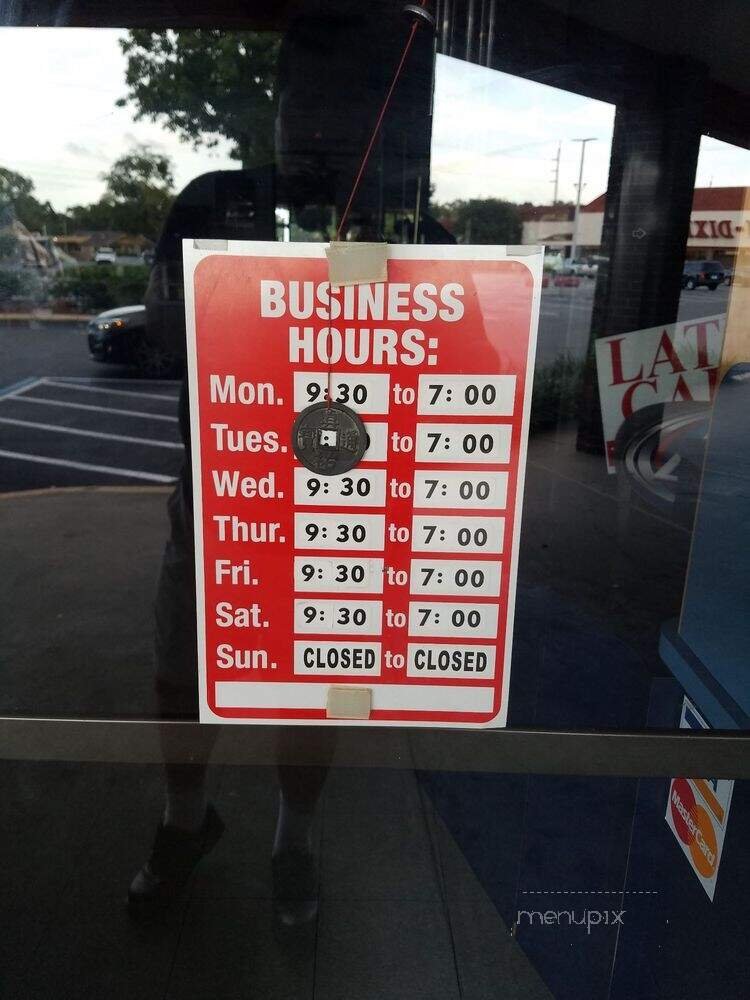 BUSINESS
HOURS:
Mon. 9:30 to 7:00
Tues. to 7:00
Wed. 9:30 to 7:00
Thur. 9:30 to 7:00
Fri. 9:30 to 7:00
Sat. 9:30 to 7:00
Sun. CLOSED to CLOSED
MasterCard
menupix